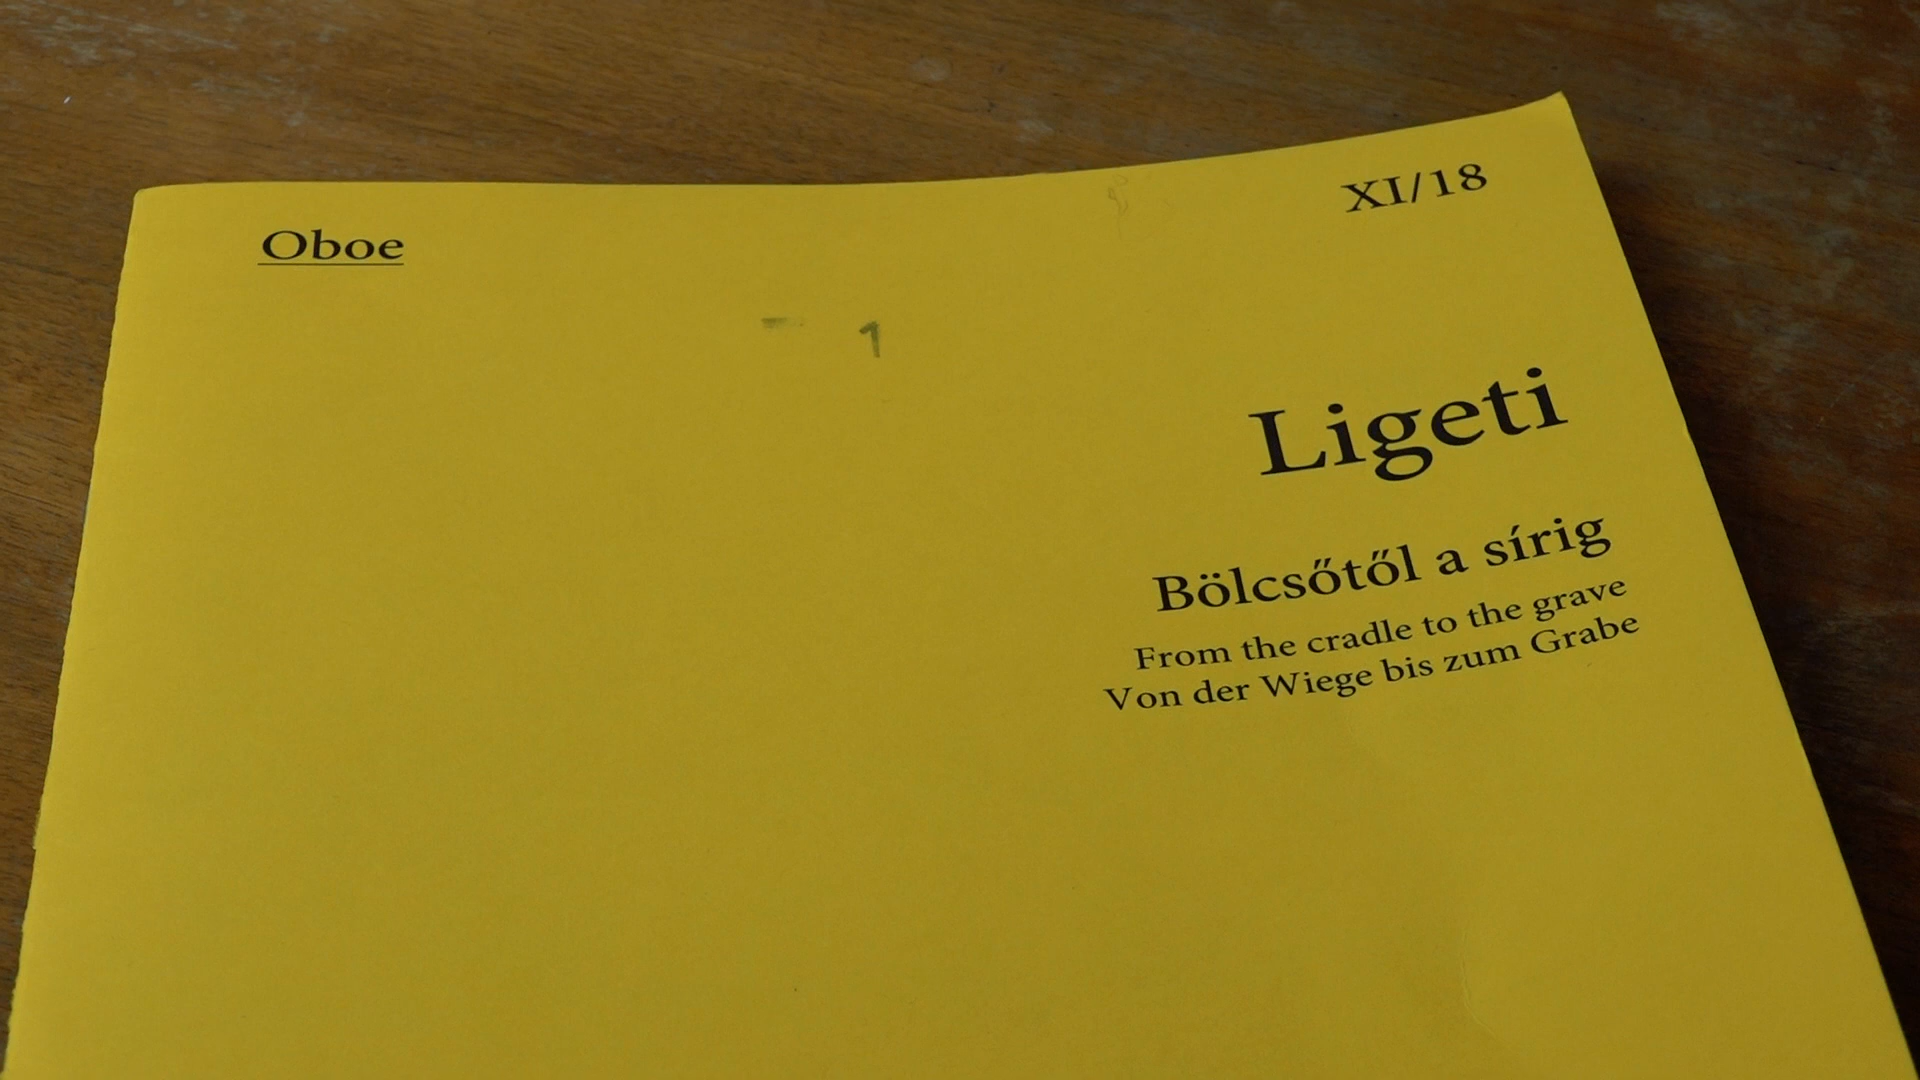 Oboe
XI/18
1
Ligeti
Bölcsőtől a sírig
From the cradle to the grave
Von der Wiege bis zum Grabe